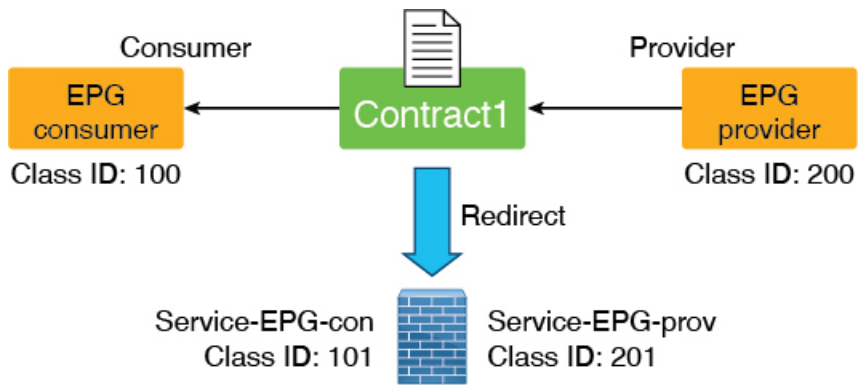 Consumer
Provider
EPG
consumer
Contract1
EPG
provider
Class ID: 100
Class ID: 200
Redirect
Service-EPG-con
Class ID: 101
Service-EPG-prov
Class ID: 201